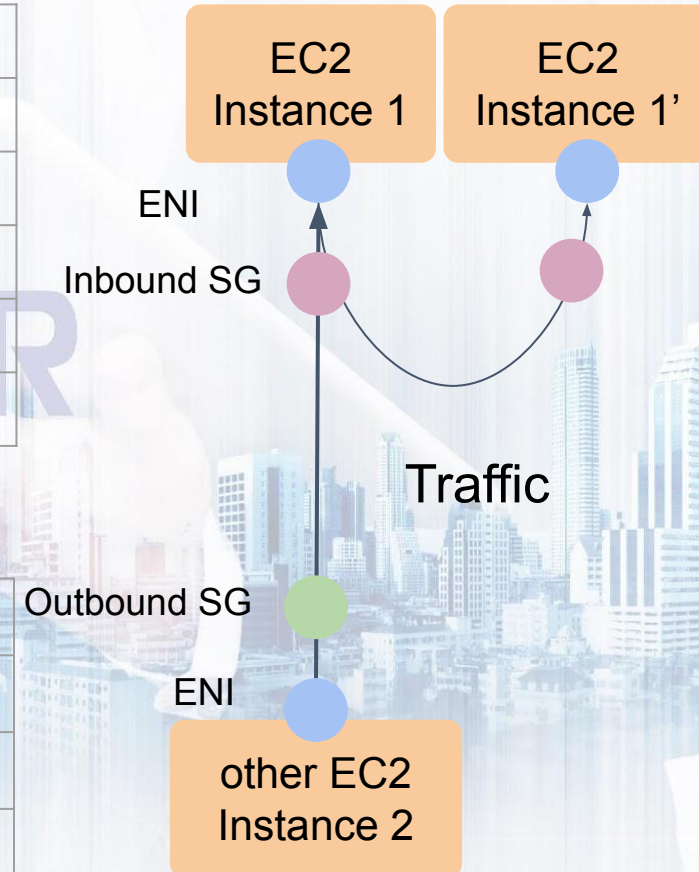 EC2
Instance 1
EC2
Instance 1’
ENI
Inbound SG
R
Traffic
Outbound SG
ENI
other EC2
Instance 2